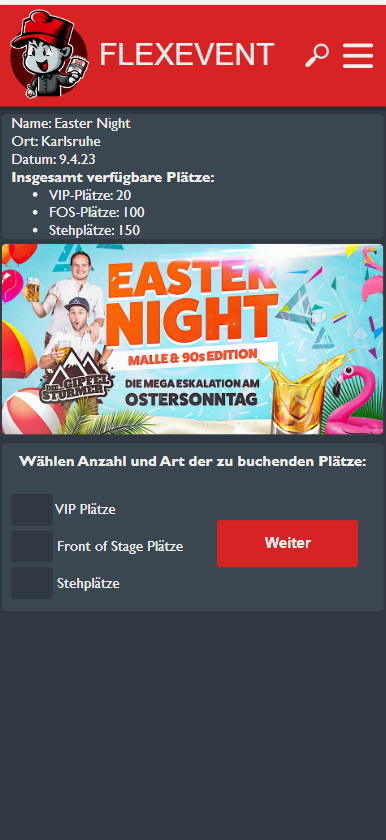 FLEXEVENT
Name: Easter Night
Ort: Karlsruhe
Datum: 9.4.23
Insgesamt verfügbare Plätze:
• VIP-Plätze: 20
• FOS-Plätze: 100
• Stehplätze: 150
EASTER
NIGHT
MALLE & 90s EDITION
DIE MEGA ESKALATION AM
OSTERSONNTAG
DIE GIPFEL
STÜRMER
Wählen Anzahl und Art der zu buchenden Plätze:
VIP Plätze
Front of Stage Plätze
Stehplätze
Weiter